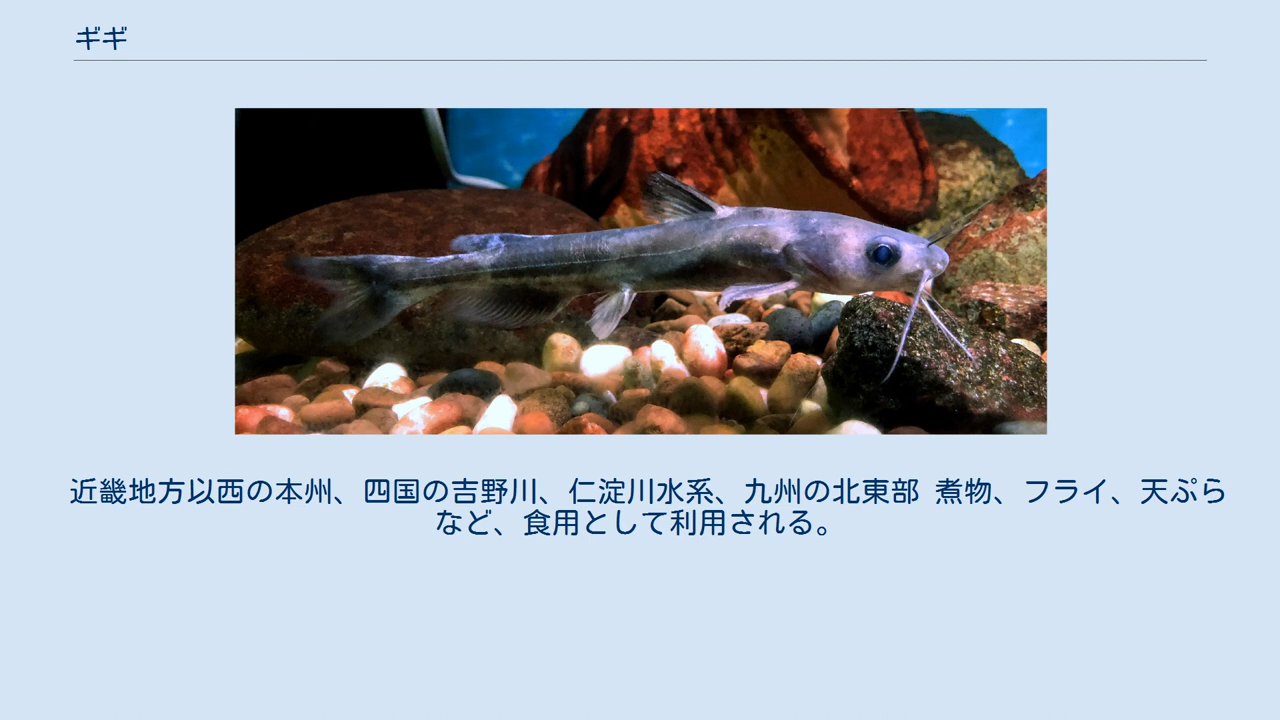 ギギ
近畿地方以西の本州、四国の吉野川、仁淀川水系、九州の北東部 煮物、フライ、天ぷら
など、食用として利用される。